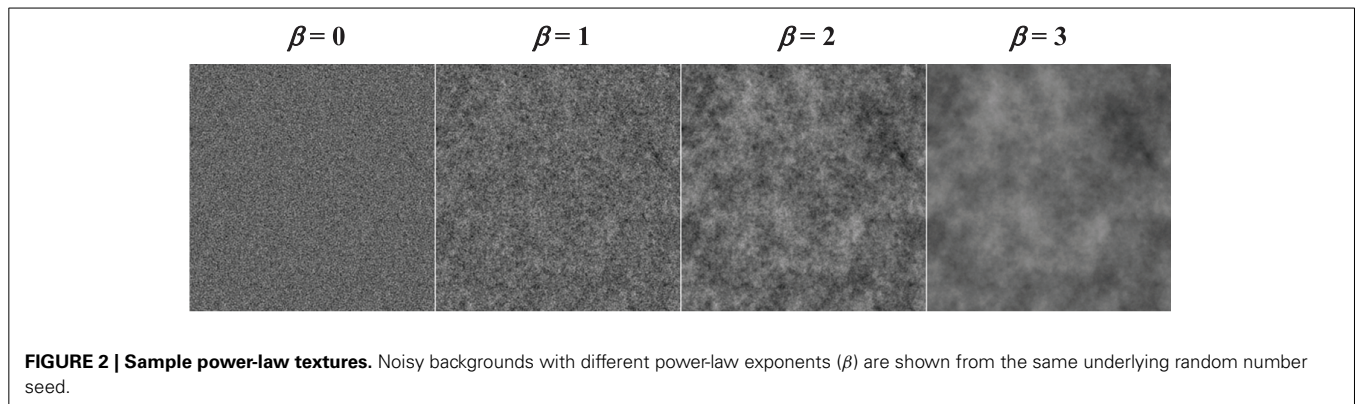 β = 0 β = 1 β = 2 β = 3
FIGURE 2 | Sample power-law textures. Noisy backgrounds with different power-law exponents (β) are shown from the same underlying random number
seed.